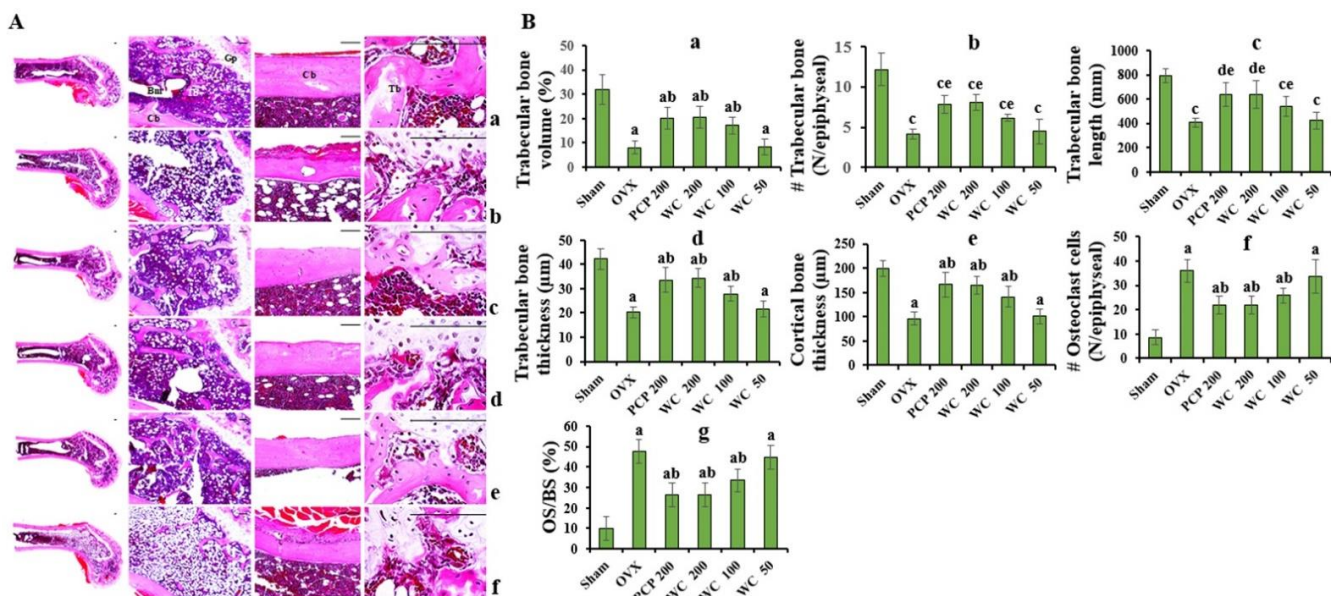 A
Gp
Bm
Cb
Cb
Tb
a
b
c
d
e
f
B
a
Trabecular bone
volume (%)
50
40
30
20
10
0
a
ab
ab
ab
a
Sham
OVX
PCP 200
WC 200
WC 100
WC 50
b
# Trabecular bone
(N/epiphyseal)
15
10
5
0
c
ce
ce
ce
c
Sham
OVX
PCP 200
WC 200
WC 100
WC 50
c
Trabecular bone
length (mm)
1000
800
600
400
200
0
c
de
de
ce
c
Sham
OVX
PCP 200
WC 200
WC 100
WC 50
d
Trabecular bone
thickness (µm)
50
40
30
20
10
0
a
ab
ab
ab
a
Sham
OVX
PCP 200
WC 200
WC 100
WC 50
e
Cortical bone
thickness (µm)
250
200
150
100
50
0
a
ab
ab
ab
a
Sham
OVX
PCP 200
WC 200
WC 100
WC 50
f
# Osteoclast cells
(N/epiphyseal)
50
40
30
20
10
0
a
ab
ab
ab
a
Sham
OVX
PCP 200
WC 200
WC 100
WC 50
g
OS/BS (%)
60
50
40
30
20
10
0
a
ab
ab
ab
a
Sham
OVX
PCP 200
WC 200
WC 100
WC 50